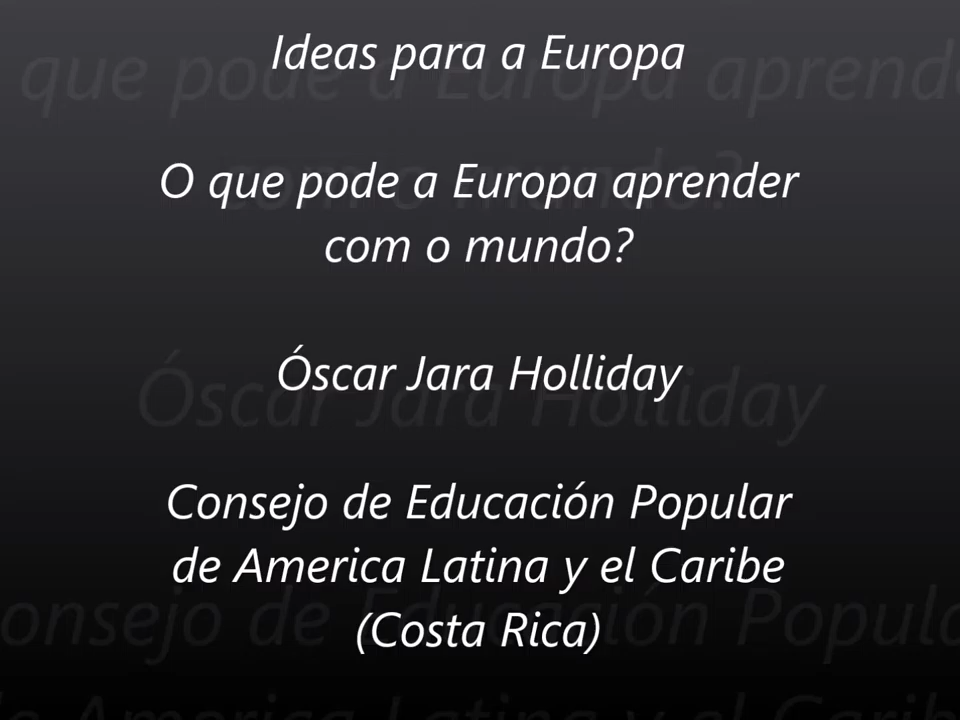 Ideas para a Europa
O que pode a Europa aprender
com o mundo?
Óscar Jara Holliday
Consejo de Educación Popular
de America Latina y el Caribe
(Costa Rica)